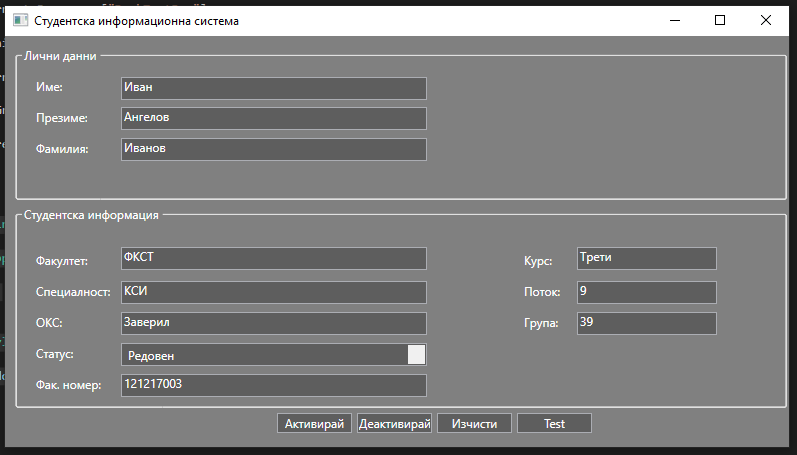 Студентска информационна система
Лични данни
Име: Иван
Презиме: Ангелов
Фамилия: Иванов
Студентска информация
Факултет: ФКСТ Курс: Трети
Специалност: КСИ Поток: 9
ОКС: Заверил Група: 39
Статус: Редовен
Фак. номер: 121217003
Активирай Деактивирай Изчисти Test